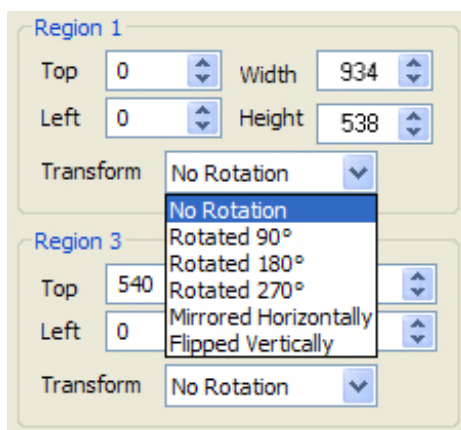 Region 1
Top 0 Width 934
Left 0 Height 538
Transform No Rotation
No Rotation
Rotated 90°
Region 3
Rotated 180°
Top 540 Rotated 270°
Mirrored Horizontally
Left 0 Flipped Vertically
Transform No Rotation